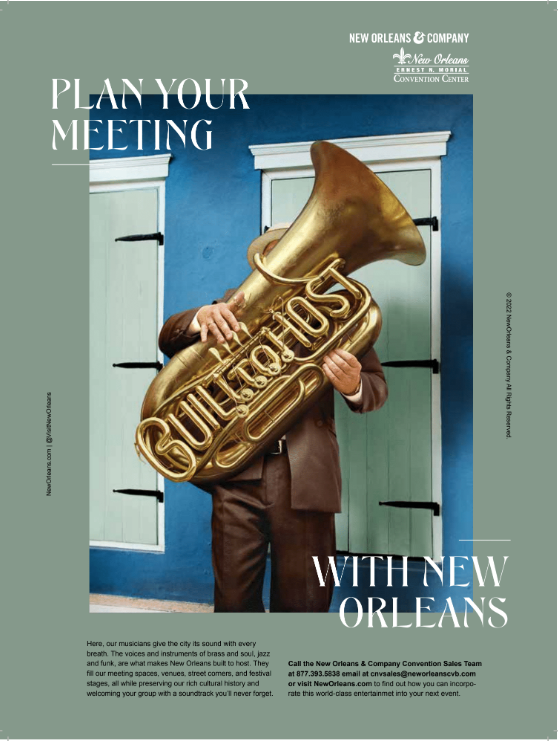 NEW ORLEANS & COMPANY
New Orleans
ERNEST N. MORIAL
CONVENTION CENTER
PLAN YOUR
MEETING
BUILT to HOST
© 2022 NewOrleans & Company All Rights Reserved.
NewOrleans.com | @VisitNewOrleans
WITH NEW
ORLEANS
Here, our musicians give the city its sound with every
breath. The voices and instruments of brass and soul, jazz
and funk, are what makes New Orleans built to host. They
fill our meeting spaces, venues, street corners, and festival
stages, all while preserving our rich cultural history and
welcoming your group with a soundtrack you'll never forget.
Call the New Orleans & Company Convention Sales Team
at 877.393.5838 email at cnvsales@neworleanscvb.com
or visit NewOrleans.com to find out how you can incorpo-
rate this world-class entertainmet into your next event.